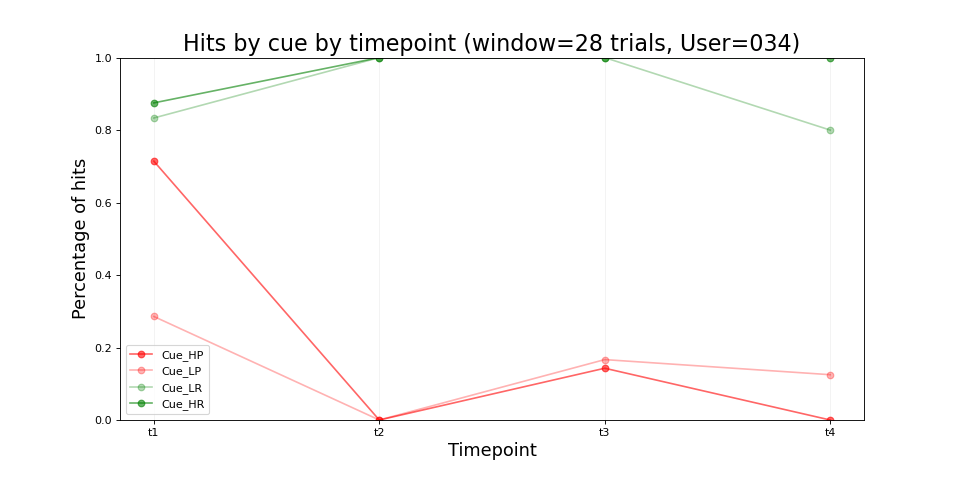 Hits by cue by timepoint (window=28 trials, User=034)
Percentage of hits
1.0
0.8
0.6
0.4
0.2
0.0
Cue_HP
Cue_LP
Cue_LR
Cue_HR
t1 t2 t3 t4
Timepoint